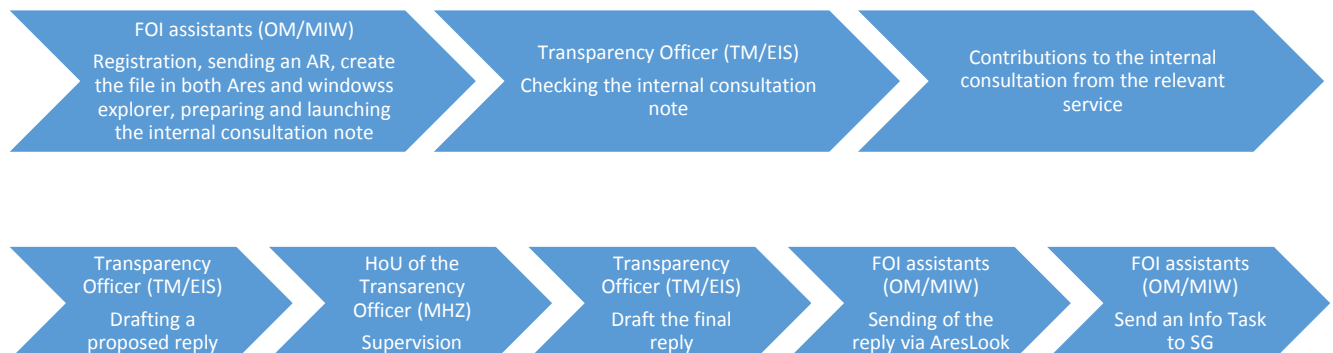 FOI assistants (OM/MIW)
Registration, sending an AR, create
the file in both Ares and windowss
explorer, preparing and launching
the internal consultation note
Transparency Officer (TM/EIS)
Checking the internal consultation
note
Contributions to the internal
consultation from the relevant
service
Transparency
Officer (TM/EIS)
Drafting a
proposed reply
HoU of the
Transarency
Officer (MHZ)
Supervision
Transparency
Officer (TM/EIS)
Draft the final
reply
FOI assistants
(OM/MIW)
Sending of the
reply via AresLook
FOI assistants
(OM/MIW)
Send an Info Task
to SG